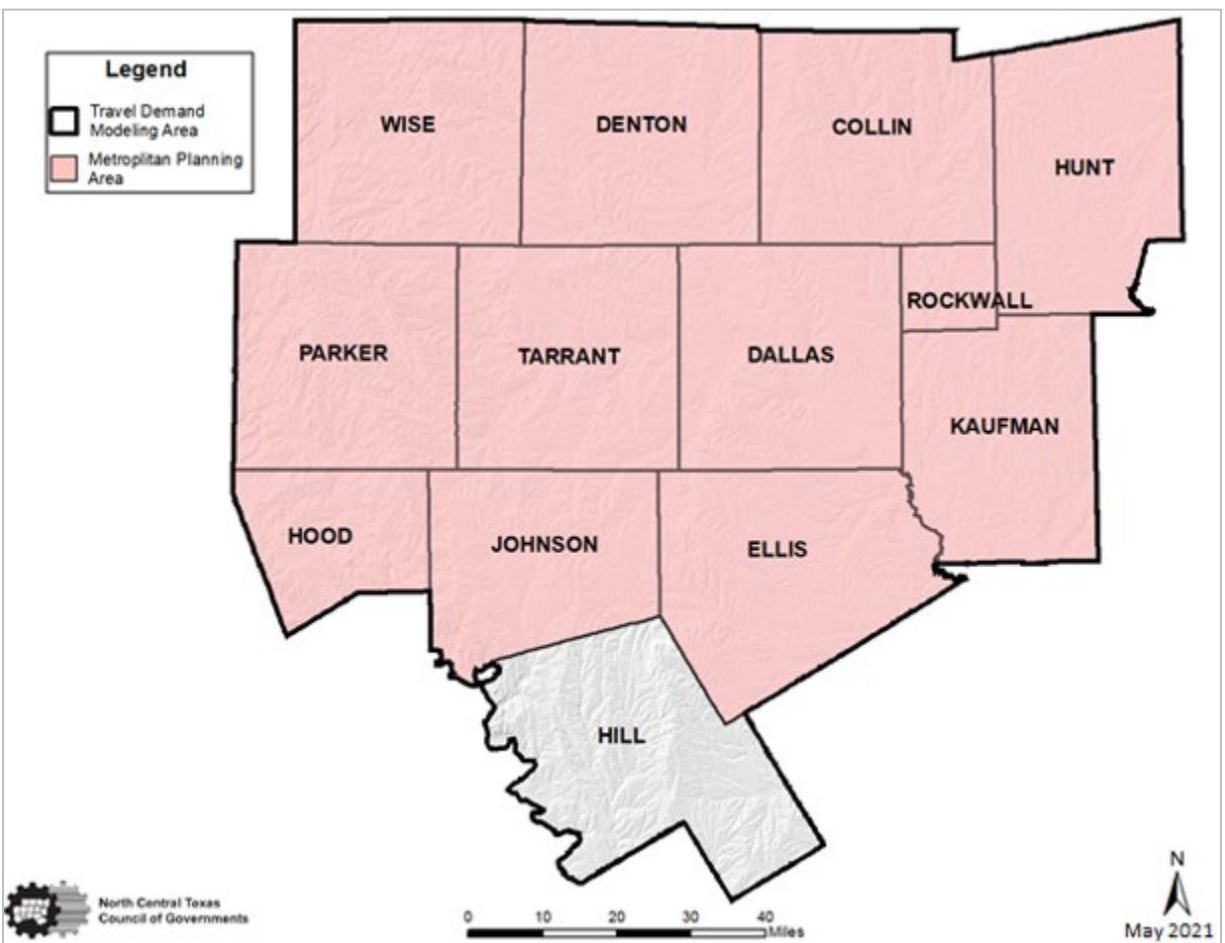 Legend
Travel Demand
Modeling Area
Metroplitan Planning
Area
WISE
DENTON
COLLIN
HUNT
ROCKWALL
PARKER
TARRANT
DALLAS
KAUFMAN
HOOD
JOHNSON
ELLIS
HILL
North Central Texas
Council of Governments
0 10 20 30 40
Miles
N
May 2021